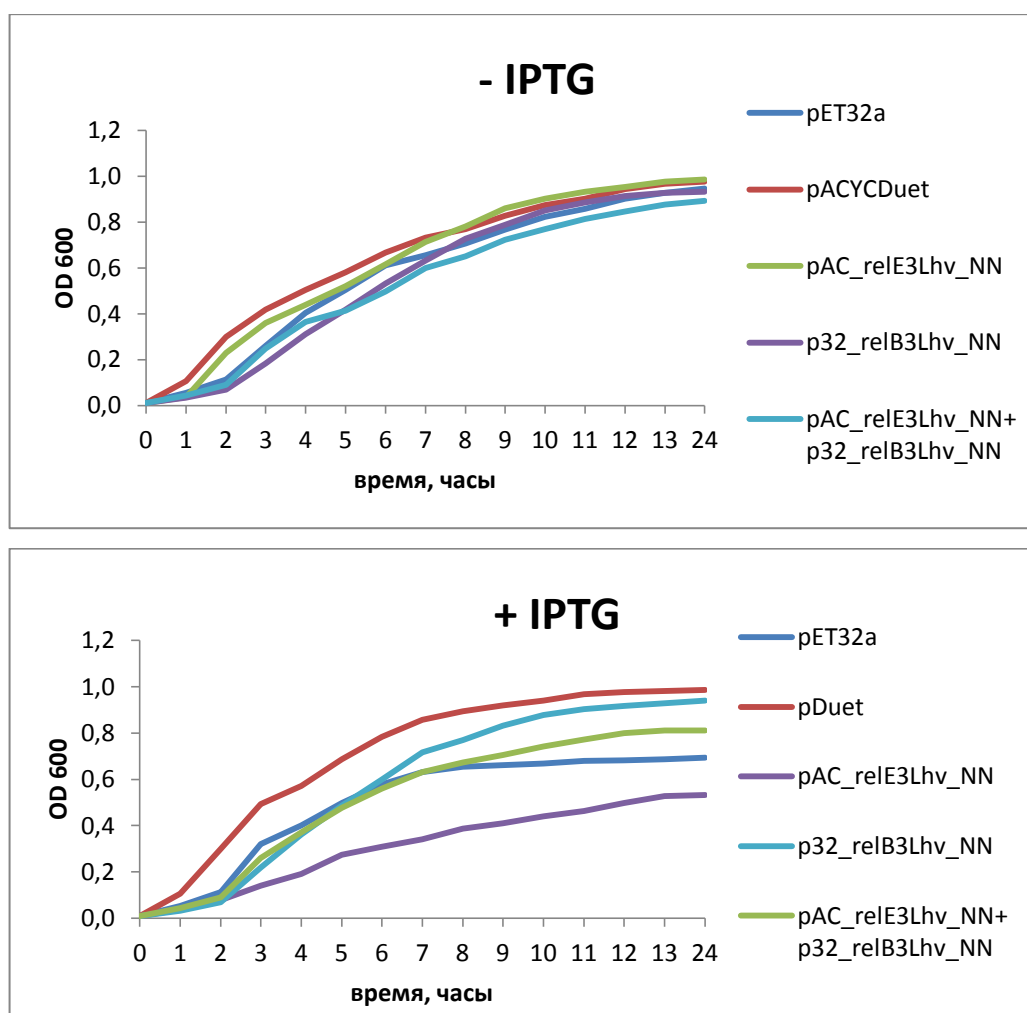 - IPTG
1,2
1,0
0,8
0,6
0,4
0,2
0,0
OD 600
0 1 2 3 4 5 6 7 8 9 10 11 12 13 24
время, часы
pET32a
pACYCDuet
pAC_relE3Lhv_NN
p32_relB3Lhv_NN
pAC_relE3Lhv_NN+
p32_relB3Lhv_NN
+ IPTG
1,2
1,0
0,8
0,6
0,4
0,2
0,0
OD 600
0 1 2 3 4 5 6 7 8 9 10 11 12 13 24
время, часы
pET32a
pDuet
pAC_relE3Lhv_NN
p32_relB3Lhv_NN
pAC_relE3Lhv_NN+
p32_relB3Lhv_NN